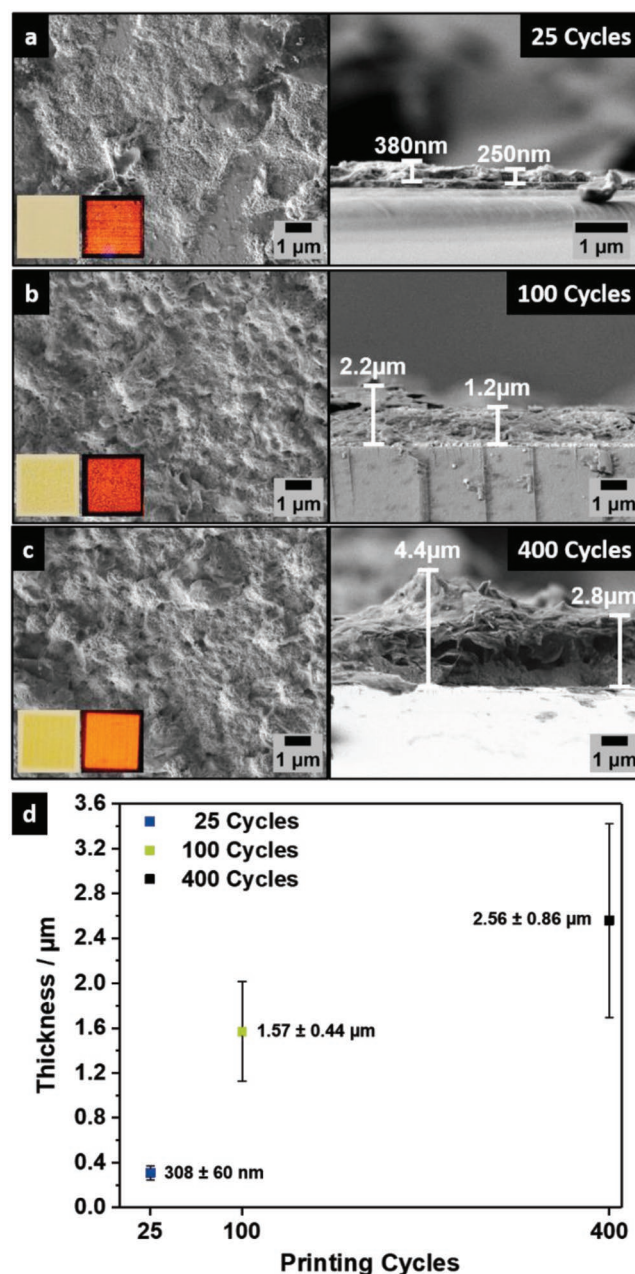 a
25 Cycles
380nm
250nm
1 µm
1 µm
b
100 Cycles
2.2µm
1.2µm
1 µm
1 µm
c
400 Cycles
4.4µm
2.8µm
1 µm
1 µm
d
3.6
3.2
2.8
2.4
2.0
1.6
1.2
0.8
0.4
0.0
Thickness / µm
25 Cycles
100 Cycles
400 Cycles
2.56 ± 0.86 µm
1.57 ± 0.44 µm
308 ± 60 nm
25
100
400
Printing Cycles